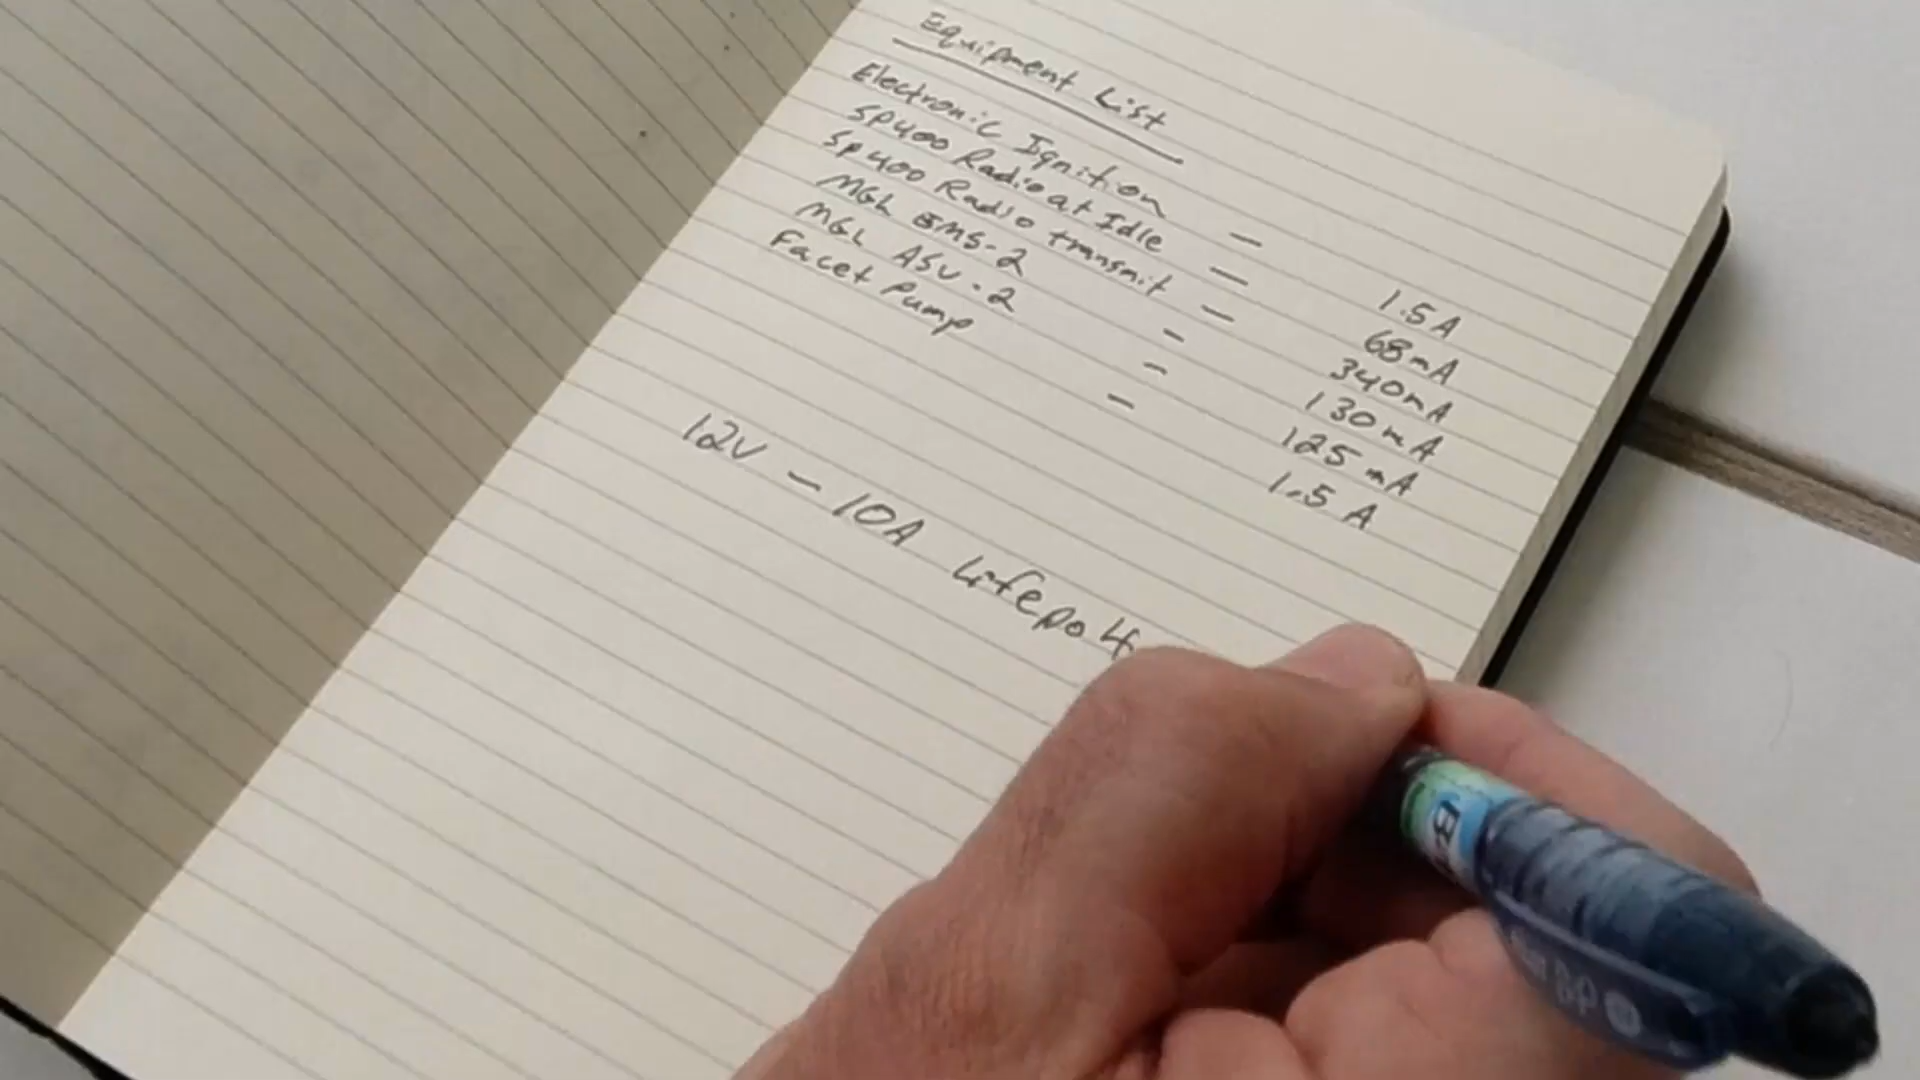 Equipment List
Electronic Ignition — 1.5A
SP400 Radio at Idle — 68mA
SP400 Radio transmit — 340mA
MGL EMS-2 — 130mA
MGL ASV-2 — 125mA
Facet Pump — 1.5A
12V — 10A Lifepo4